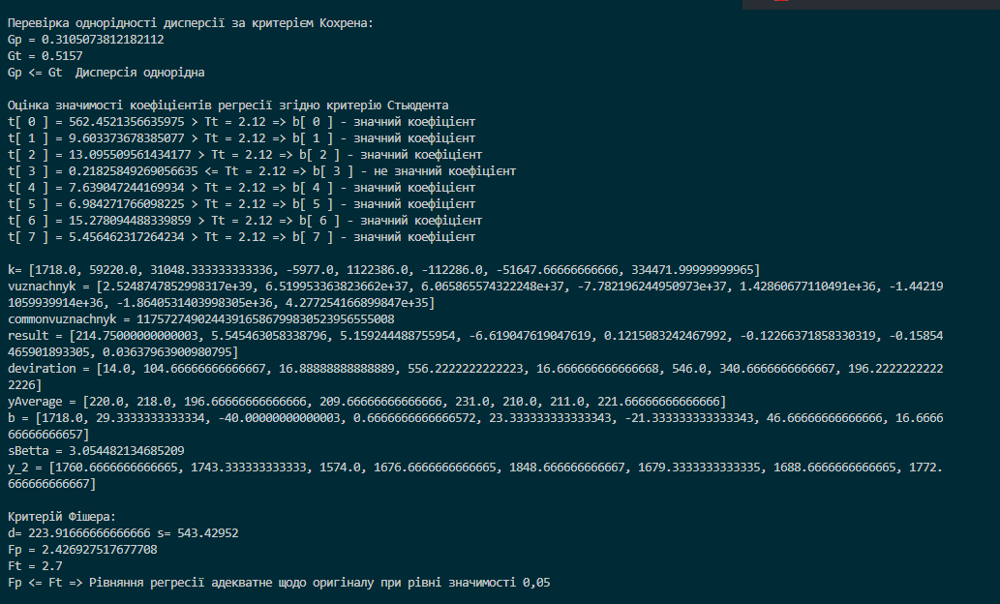 Перевірка однорідності дисперсії за критерієм Кохрена:
Gp = 0.3105073812182112
Gt = 0.5157
Gp <= Gt  Дисперсія однорідна

Оцінка значимості коефіцієнтів регресії згідно критерію Стьюдента
t[ 0 ] = 562.4521356635975 > Tt = 2.12 => b[ 0 ] - значний коефіцієнт
t[ 1 ] = 9.603373678385077 > Tt = 2.12 => b[ 1 ] - значний коефіцієнт
t[ 2 ] = 13.095509561434177 > Tt = 2.12 => b[ 2 ] - значний коефіцієнт
t[ 3 ] = 0.21825849269056635 <= Tt = 2.12 => b[ 3 ] - не значний коефіцієнт
t[ 4 ] = 7.639047244169934 > Tt = 2.12 => b[ 4 ] - значний коефіцієнт
t[ 5 ] = 6.984271766098225 > Tt = 2.12 => b[ 5 ] - значний коефіцієнт
t[ 6 ] = 15.278094488339859 > Tt = 2.12 => b[ 6 ] - значний коефіцієнт
t[ 7 ] = 5.456462317264234 > Tt = 2.12 => b[ 7 ] - значний коефіцієнт

k= [1718.0, 59220.0, 31048.333333333336, -5977.0, 1122386.0, -112286.0, -51647.66666666666, 334471.99999999965]
vuznachnyk = [2.5248747852998317e+39, 6.519953363823662e+37, 6.065865574322248e+37, -7.782196244950973e+37, 1.42860677110491e+36, -1.44219
1059939914e+36, -1.8640531403998305e+36, 4.277254166899847e+35]
commonvuznachnyk = 11757274902443916586799830523956555008
result = [214.75000000000003, 5.545463058338796, 5.159244488755954, -6.619047619047619, 0.1215083242467992, -0.12266371858330319, -0.15854
465901893305, 0.03637963900980795]
deviration = [14.0, 104.66666666666667, 16.88888888888889, 556.2222222222223, 16.666666666666668, 546.0, 340.6666666666667, 196.2222222222
2226]
yAverage = [220.0, 218.0, 196.66666666666666, 209.66666666666666, 231.0, 210.0, 211.0, 221.66666666666666]
b = [1718.0, 29.3333333333334, -40.00000000000003, 0.6666666666666572, 23.333333333333343, -21.333333333333343, 46.66666666666666, 16.6666
66666666657]
sBetta = 3.054482134685209
y_2 = [1760.6666666666665, 1743.333333333333, 1574.0, 1676.6666666666665, 1848.666666666667, 1679.3333333333335, 1688.6666666666665, 1772.
666666666667]

Критерій Фішера:
d= 223.91666666666666 s= 543.42952
Fp = 2.426927517677708
Ft = 2.7
Fp <= Ft => Рівняння регресії адекватне щодо оригіналу при рівні значимості 0,05